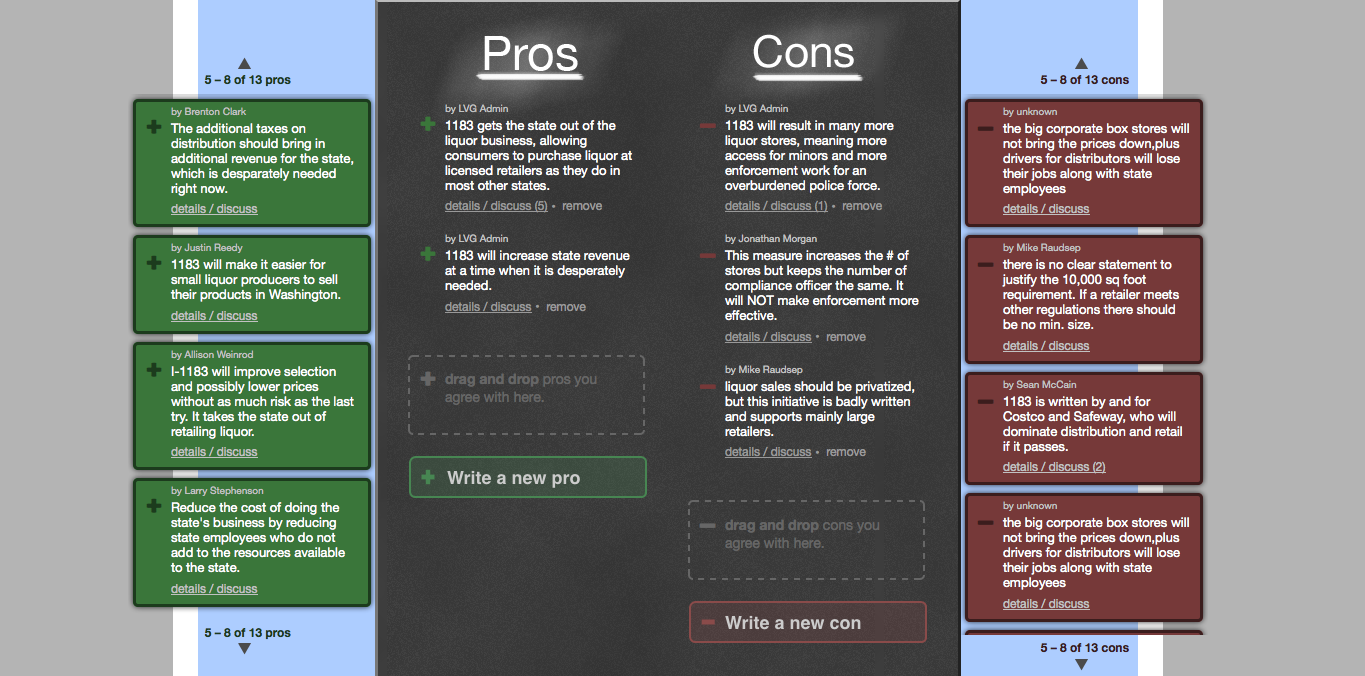 5 – 8 of 13 pros
by Brenton Clark
The additional taxes on
distribution should bring in
additional revenue for the state,
which is desparately needed
right now.
details / discuss
by Justin Reedy
1183 will make it easier for
small liquor producers to sell
their products in Washington.
details / discuss
by Allison Weinrod
I-1183 will improve selection
and possibly lower prices
without as much risk as the last
try. It takes the state out of
retailing liquor.
details / discuss
by Larry Stephenson
Reduce the cost of doing the
state's business by reducing
state employees who do not
add to the resources available
to the state.
details / discuss
5 – 8 of 13 pros
Pros
by LVG Admin
1183 gets the state out of the
liquor business, allowing
consumers to purchase liquor at
licensed retailers as they do in
most other states.
details / discuss (5) • remove
by LVG Admin
1183 will increase state revenue
at a time when it is desperately
needed.
details / discuss • remove
drag and drop pros you
agree with here.
Write a new pro
Cons
by LVG Admin
1183 will result in many more
liquor stores, meaning more
access for minors and more
enforcement work for an
overburdened police force.
details / discuss (1) • remove
by Jonathan Morgan
This measure increases the # of
stores but keeps the number of
compliance officer the same. It
will NOT make enforcement more
effective.
details / discuss • remove
by Mike Raudsep
liquor sales should be privatized,
but this initiative is badly written
and supports mainly large
retailers.
details / discuss • remove
drag and drop cons you
agree with here.
Write a new con
5 – 8 of 13 cons
by unknown
the big corporate box stores will
not bring the prices down,plus
drivers for distributors will lose
their jobs along with state
employees
details / discuss
by Mike Raudsep
there is no clear statement to
justify the 10,000 sq foot
requirement. If a retailer meets
other regulations there should
be no min. size.
details / discuss
by Sean McCain
1183 is written by and for
Costco and Safeway, who will
dominate distribution and retail
if it passes.
details / discuss (2)
by unknown
the big corporate box stores will
not bring the prices down,plus
drivers for distributors will lose
their jobs along with state
employees
details / discuss
5 – 8 of 13 cons